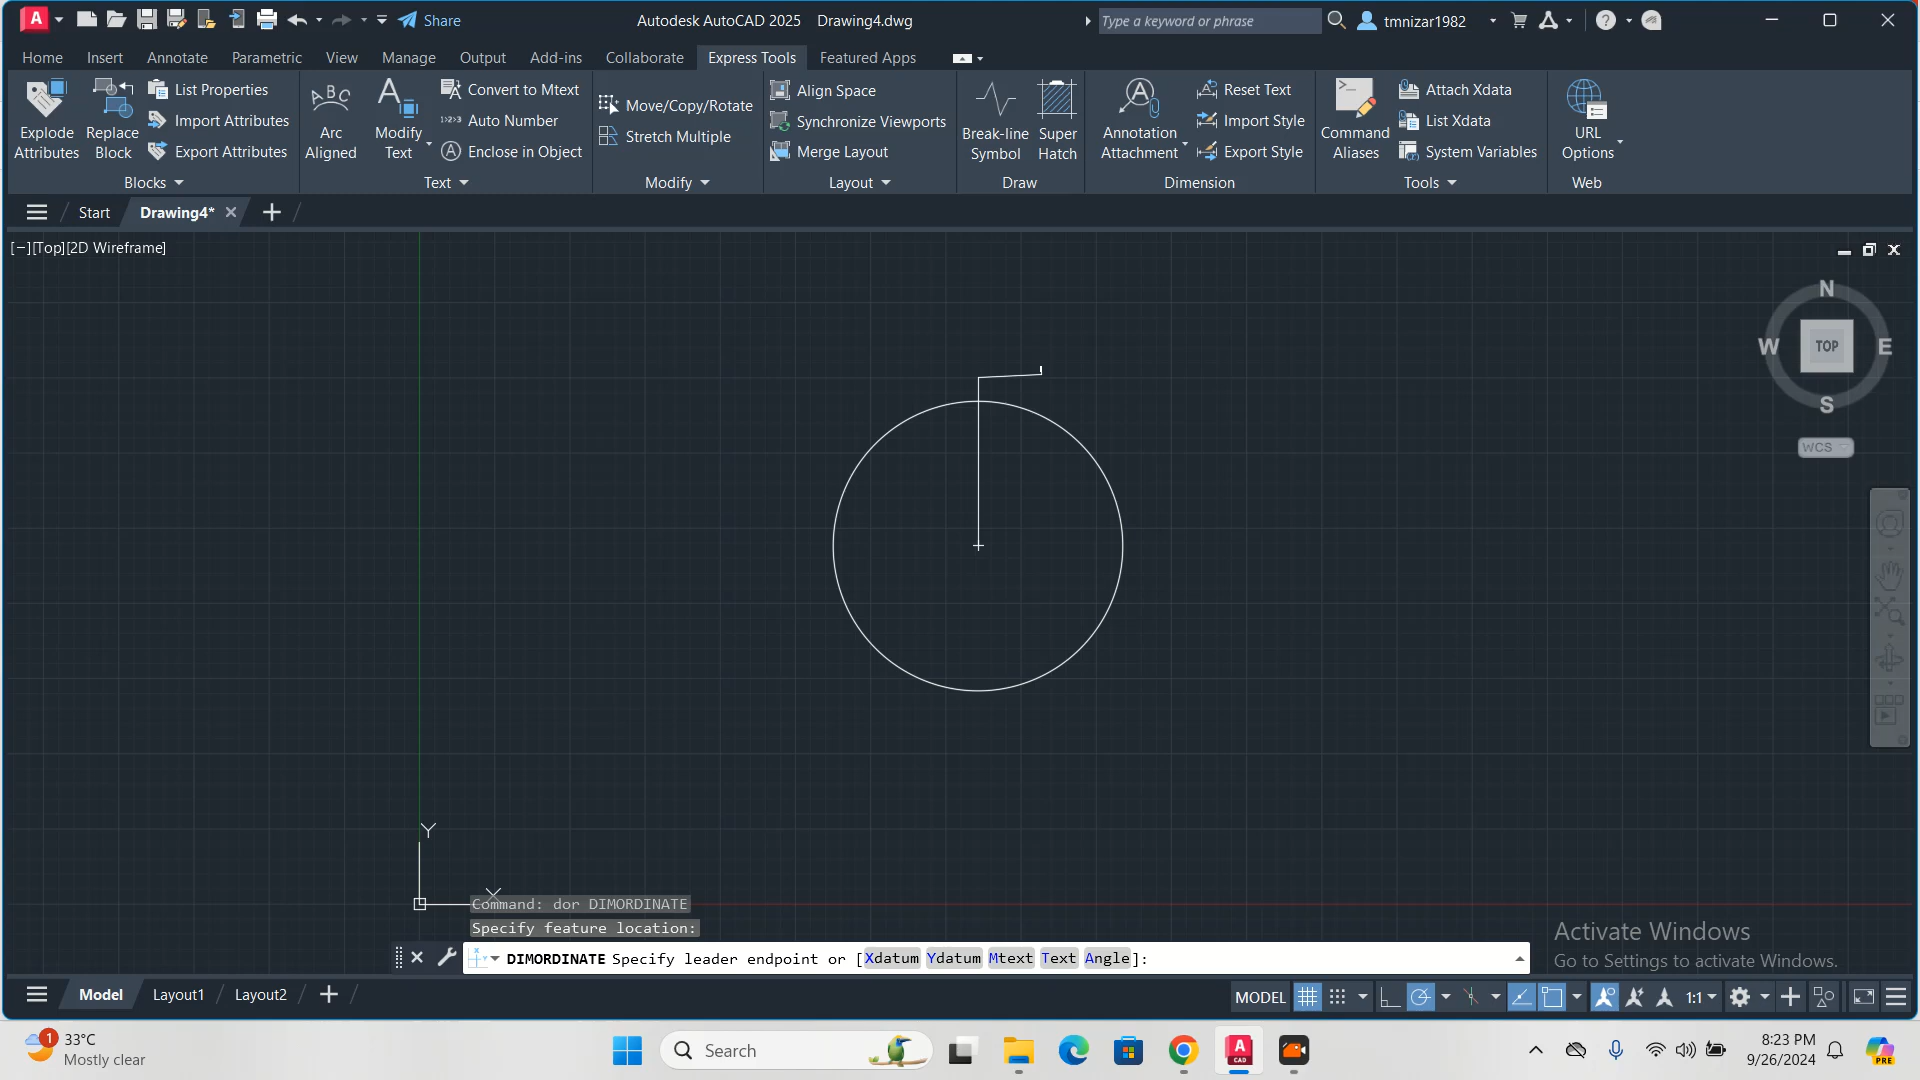 A Share Autodesk AutoCAD 2025 Drawing4.dwg Type a keyword or phrase tmnizar1982
Home Insert Annotate Parametric View Manage Output Add-ins Collaborate Express Tools Featured Apps
Explode Attributes
Replace Block
List Properties
Import Attributes
Export Attributes
Blocks
ABC
Arc Aligned
A
Modify Text
Convert to Mtext
Auto Number
Enclose in Object
Text
Move/Copy/Rotate
Stretch Multiple
Modify
Align Space
Synchronize Viewports
Merge Layout
Layout
Break-line Symbol
Super Hatch
Draw
Annotation Attachment
Reset Text
Import Style
Export Style
Dimension
Command Aliases
Attach Xdata
List Xdata
System Variables
Tools
URL Options
Web
Start Drawing4*
[−][Top][2D Wireframe]
N
W TOP E
S
WCS
Y
X
Command: dor DIMORDINATE
Specify feature location:
DIMORDINATE Specify leader endpoint or [Xdatum Ydatum Mtext Text Angle]:
Activate Windows
Go to Settings to activate Windows.
Model Layout1 Layout2
MODEL 1:1
1
33°C
Mostly clear
Search
A
CAD
8:23 PM
9/26/2024
PRE